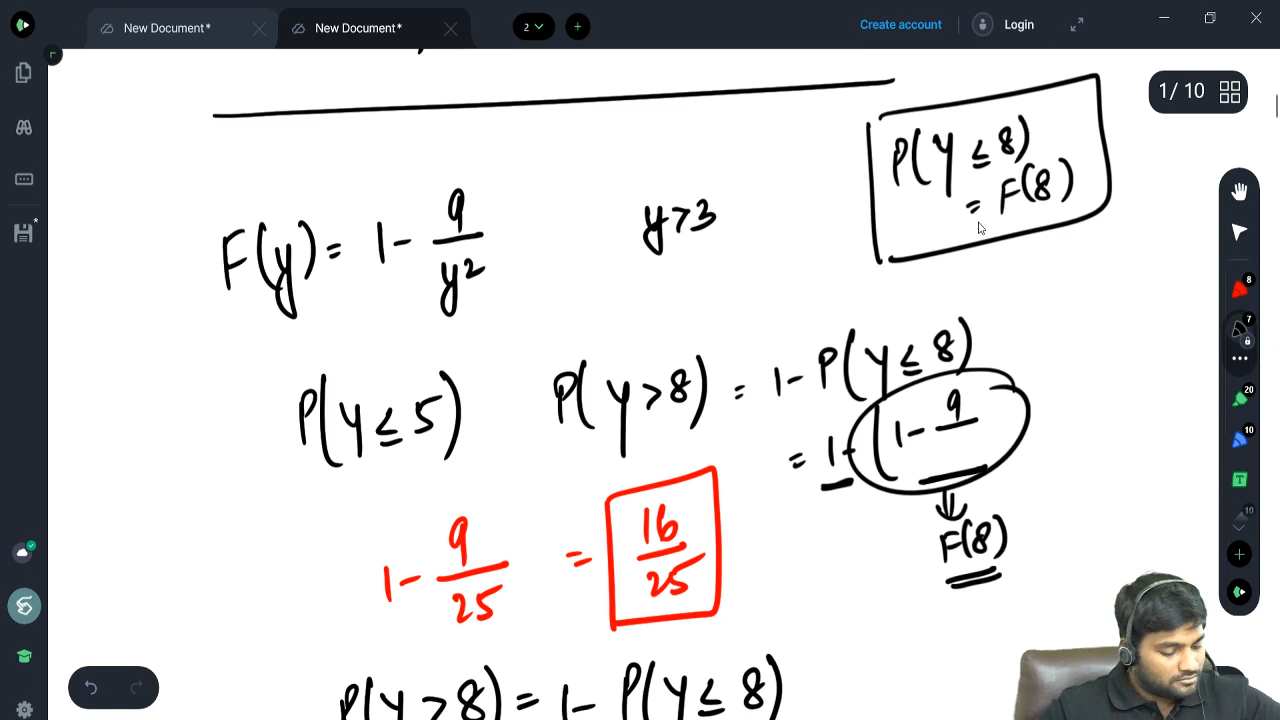 New Document* New Document* 2 Create account Login
1 / 10
P(Y ≤ 8)
= F(8)
F(y) = 1 - 9/y² y>3
P(Y ≤ 5) P(Y>8) = 1 - P(Y ≤ 8)
= 1 - (1 - 9
F(8)
1 - 9/25 = 16/25
P(Y > 8) = 1 - P(Y ≤ 8)
8
7
20
10
T
10